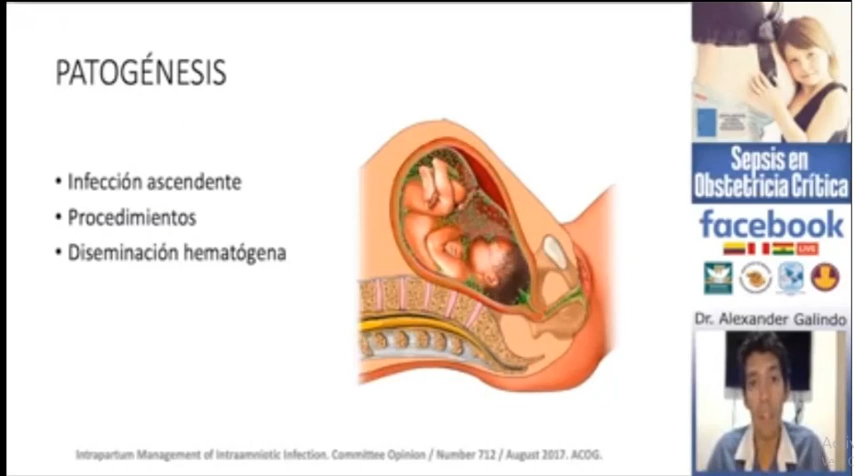 PATOGÉNESIS
• Infección ascendente
• Procedimientos
• Diseminación hematógena
Intrapartum Management of Intraamniotic Infection. Committee Opinion / Number 712 / August 2017. ACOG.
Sepsis en
Obstetricia Crítica
facebook
LIVE
Dr. Alexander Galindo